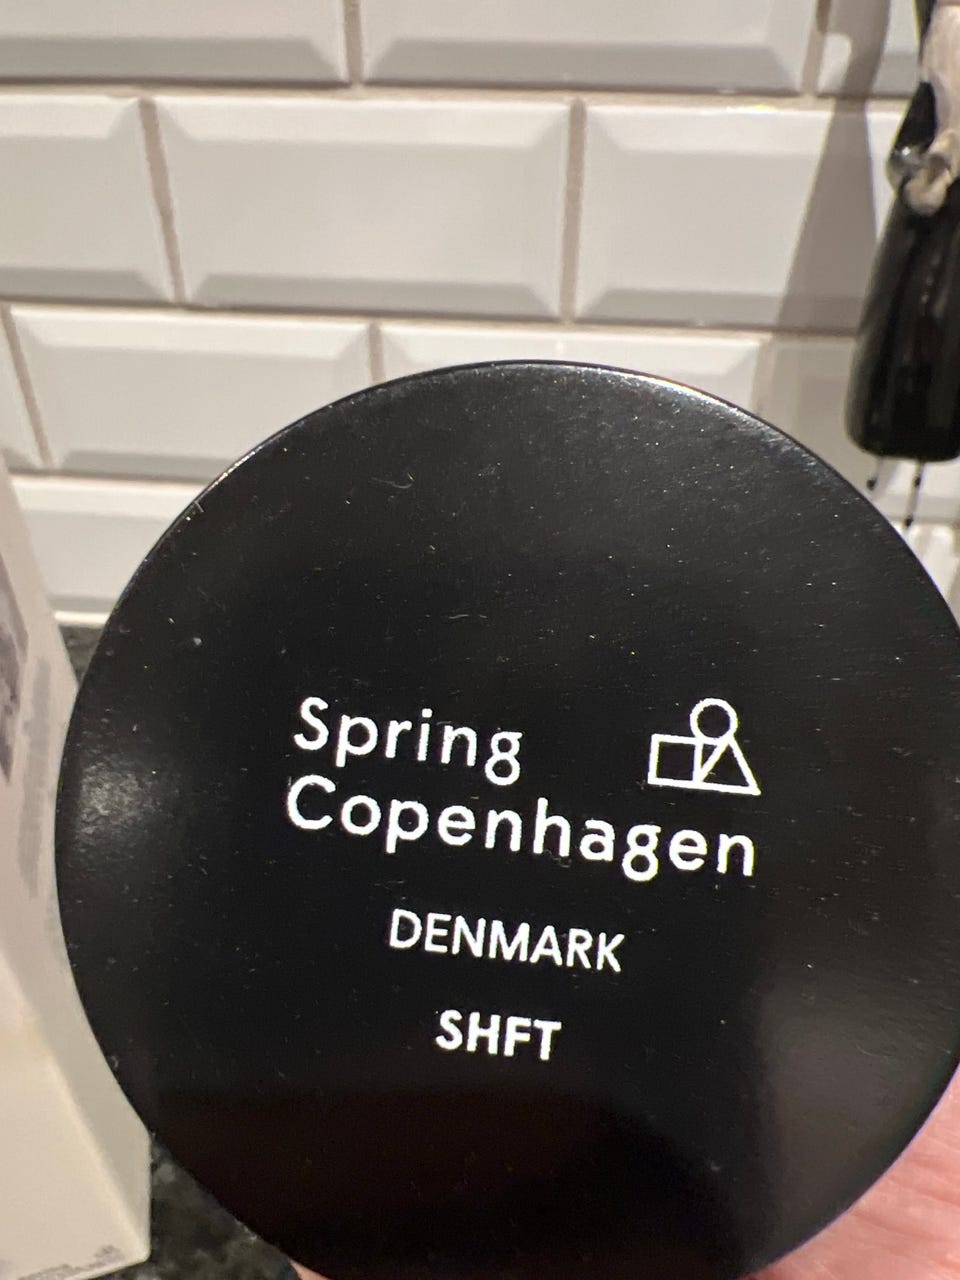 Spring
Copenhagen
DENMARK
SHFT